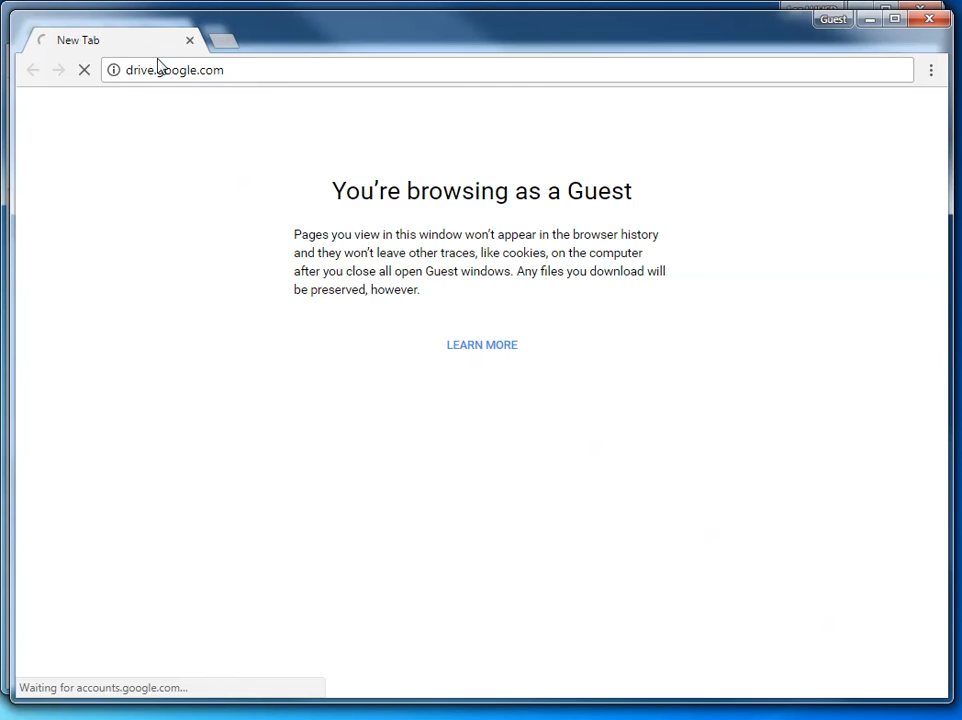 Guest
New Tab
drive.google.com
You're browsing as a Guest
Pages you view in this window won't appear in the browser history
and they won't leave other traces, like cookies, on the computer
after you close all open Guest windows. Any files you download will
be preserved, however.
LEARN MORE
Waiting for accounts.google.com...